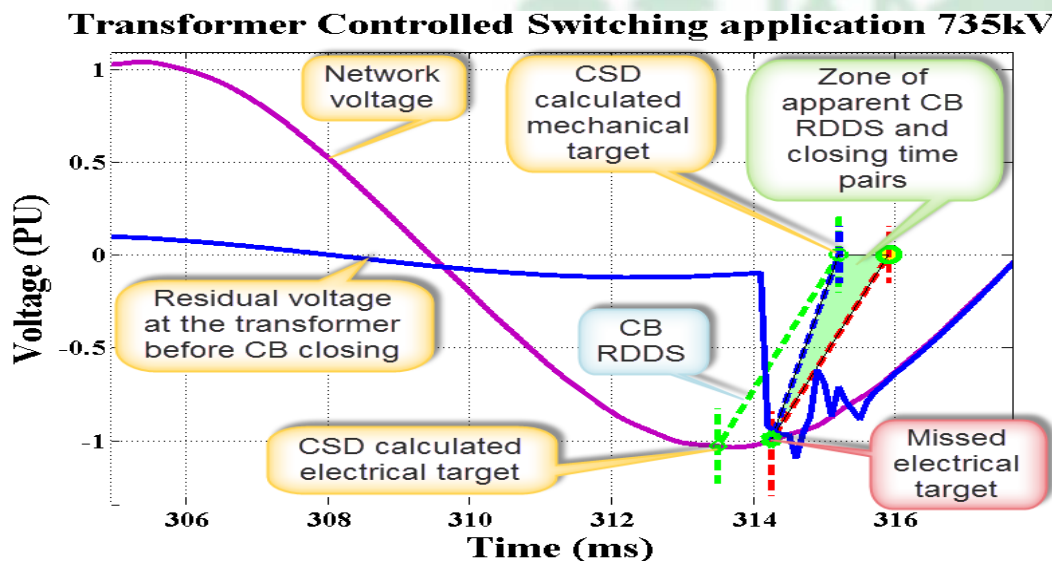 Transformer Controlled Switching application 735kV
Network
voltage
CSD
calculated
mechanical
target
Zone of
apparent CB
RDDS and
closing time
pairs
Residual voltage
at the transformer
before CB closing
CB
RDDS
CSD calculated
electrical target
Missed
electrical
target
Voltage (PU)
1
0.5
0
-0.5
-1
306
308
310
312
314
316
Time (ms)